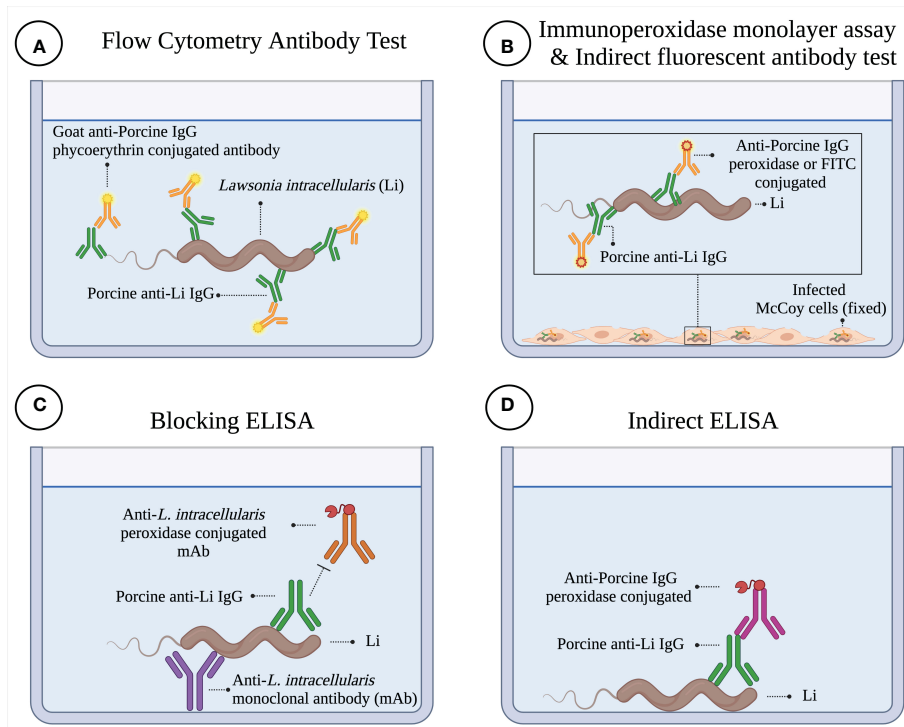 A
Flow Cytometry Antibody Test
Goat anti-Porcine IgG
phycoerythrin conjugated antibody
Lawsonia intracellularis (Li)
Porcine anti-Li IgG
B
Immunoperoxidase monolayer assay
& Indirect fluorescent antibody test
Anti-Porcine IgG
peroxidase or FITC
conjugated
Li
Porcine anti-Li IgG
Infected
McCoy cells (fixed)
C
Blocking ELISA
Anti-L. intracellularis
peroxidase conjugated
mAb
Porcine anti-Li IgG
Li
Anti-L. intracellularis
monoclonal antibody (mAb)
D
Indirect ELISA
Anti-Porcine IgG
peroxidase conjugated
Porcine anti-Li IgG
Li